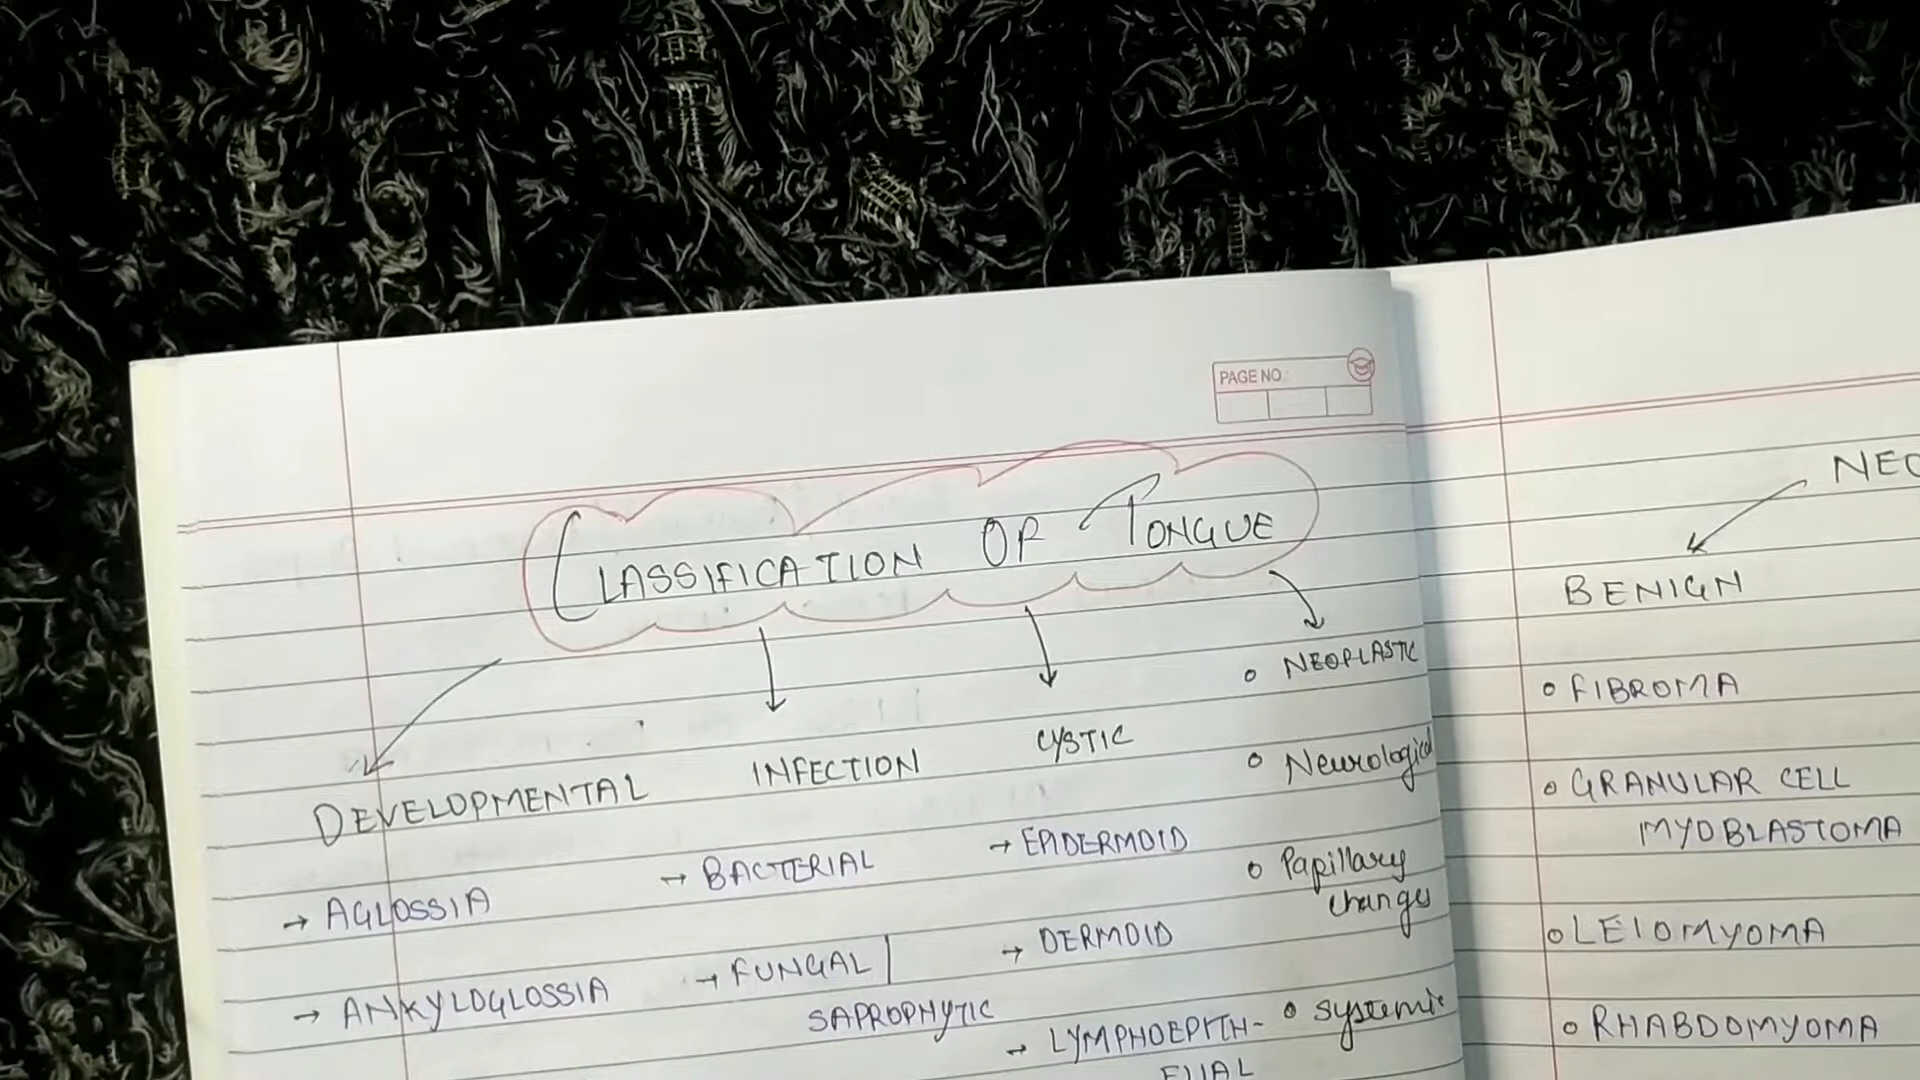 PAGE NO.:
CLASSIFICATION OF TONGUE
DEVELOPMENTAL
→ AGLOSSIA
→ ANKYLOGLOSSIA
INFECTION
→ BACTERIAL
→ FUNGAL |
SAPROPHYTIC
CYSTIC
→ EPIDERMOID
→ DERMOID
→ LYMPHOEPITH-
ELIAL
o NEOPLASTIC
o Neurological
o Papillary
changes
o systemic
NEO
BENIGN
o FIBROMA
o GRANULAR CELL
MYOBLASTOMA
o LEIOMYOMA
o RHABDOMYOMA